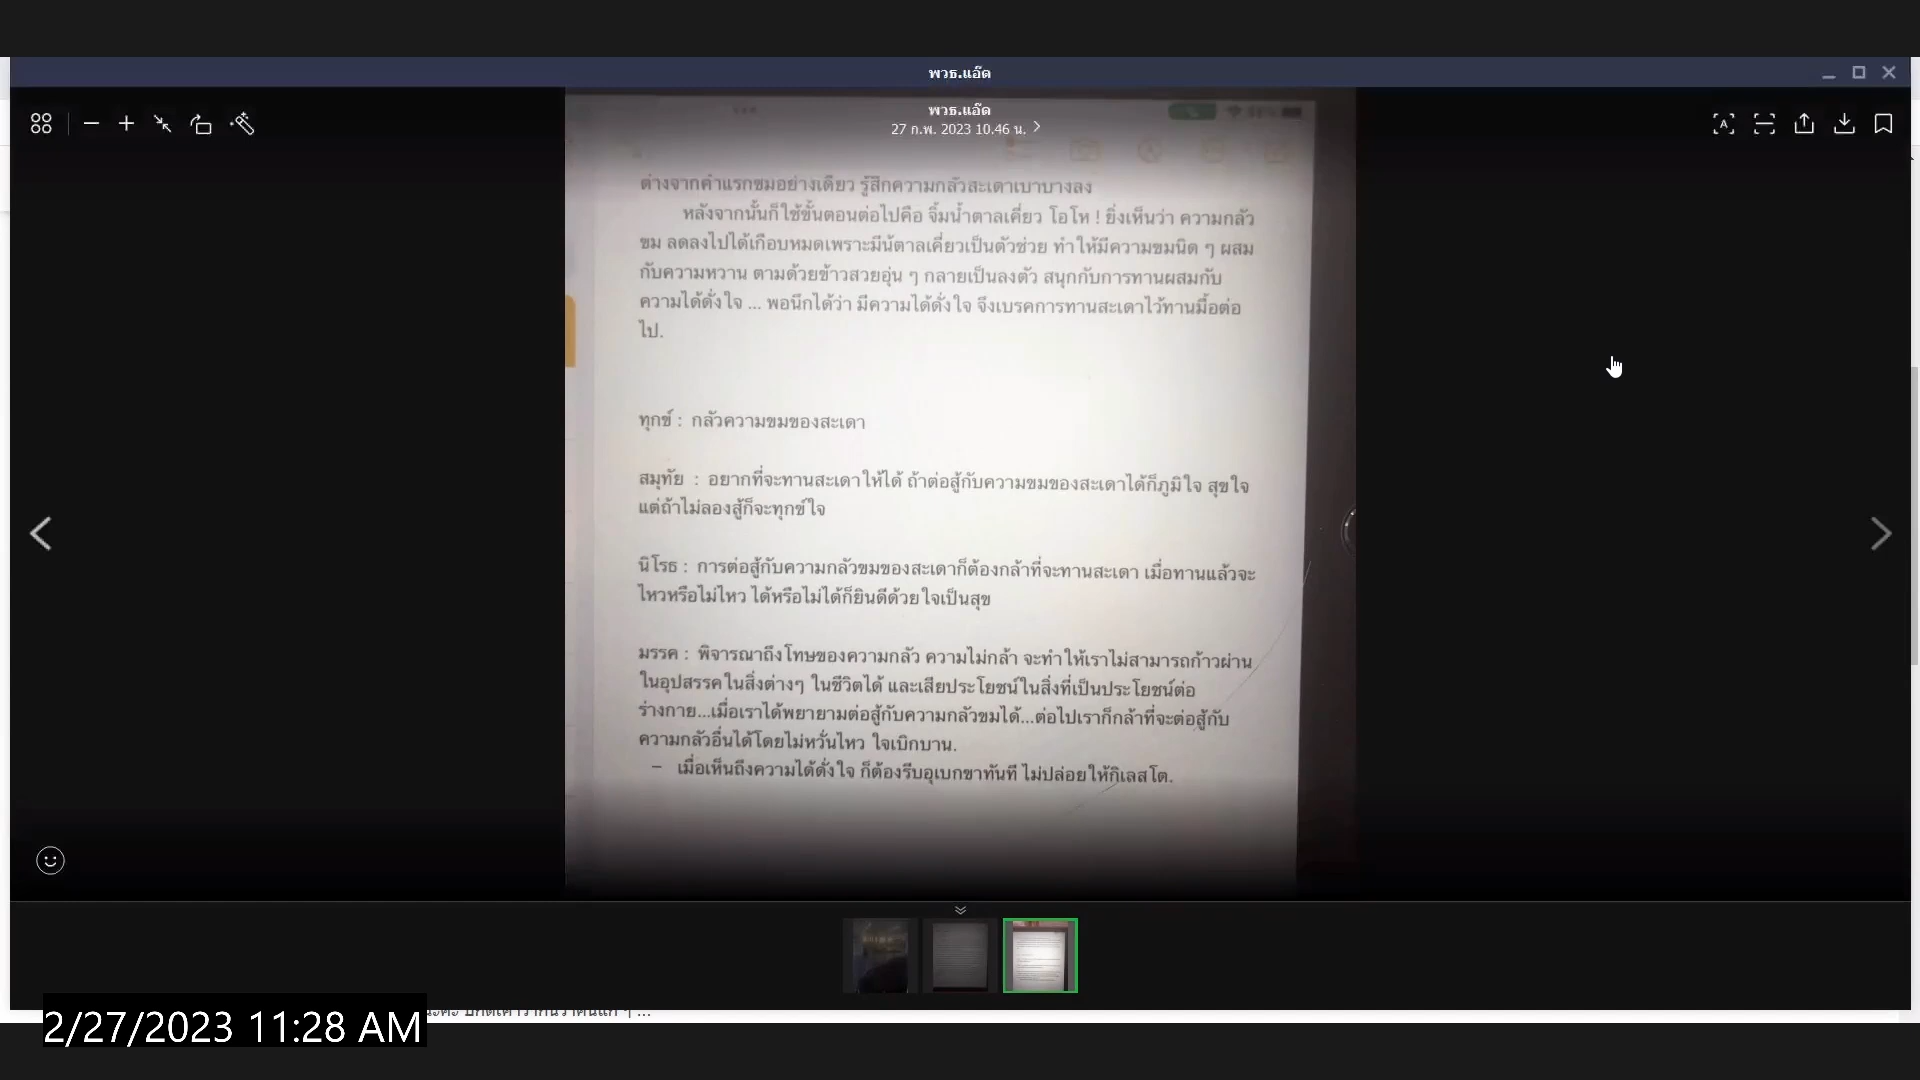 พวธ.แอ๊ด
พวธ.แอ๊ด
27 ก.พ. 2023 10.46 น.
ต่างจากคำแรกขมอย่างเดียว รู้สึกความกลัวสะเดาเบาบางลง
หลังจากนั้นก็ใช้ขั้นตอนต่อไปคือ จิ้มน้ำตาลเคี่ยว โอโห ! ยิ่งเห็นว่า ความกลัว
ขม ลดลงไปได้เกือบหมดเพราะมีน้ตาลเคี่ยวเป็นตัวช่วย ทำให้มีความขมนิด ๆ ผสม
กับความหวาน ตามด้วยข้าวสวยอุ่น ๆ กลายเป็นลงตัว สนุกกับการทานผสมกับ
ความได้ดั่งใจ ... พอนึกได้ว่า มีความได้ดั่งใจ จึงเบรคการทานสะเดาไว้ทานมื้อต่อ
ไป.
ทุกข์ : กลัวความขมของสะเดา
สมุทัย : อยากที่จะทานสะเดาให้ได้ ถ้าต่อสู้กับความขมของสะเดาได้ก็ภูมิใจ สุขใจ
แต่ถ้าไม่ลองสู้ก็จะทุกข์ใจ
นิโรธ : การต่อสู้กับความกลัวขมของสะเดาก็ต้องกล้าที่จะทานสะเดา เมื่อทานแล้วจะ
ไหวหรือไม่ไหว ได้หรือไม่ได้ก็ยินดีด้วย ใจเป็นสุข
มรรค : พิจารณาถึงโทษของความกลัว ความไม่กล้า จะทำให้เราไม่สามารถก้าวผ่าน
ในอุปสรรคในสิ่งต่างๆ ในชีวิตได้ และเสียประโยชน์ในสิ่งที่เป็นประโยชน์ต่อ
ร่างกาย...เมื่อเราได้พยายามต่อสู้กับความกลัวขมได้...ต่อไปเราก็กล้าที่จะต่อสู้กับ
ความกลัวอื่นได้โดยไม่หวั่นไหว ใจเบิกบาน.
– เมื่อเห็นถึงความได้ดั่งใจ ก็ต้องรีบอุเบกขาทันที ไม่ปล่อยให้กิเลสโต.
2/27/2023 11:28 AM